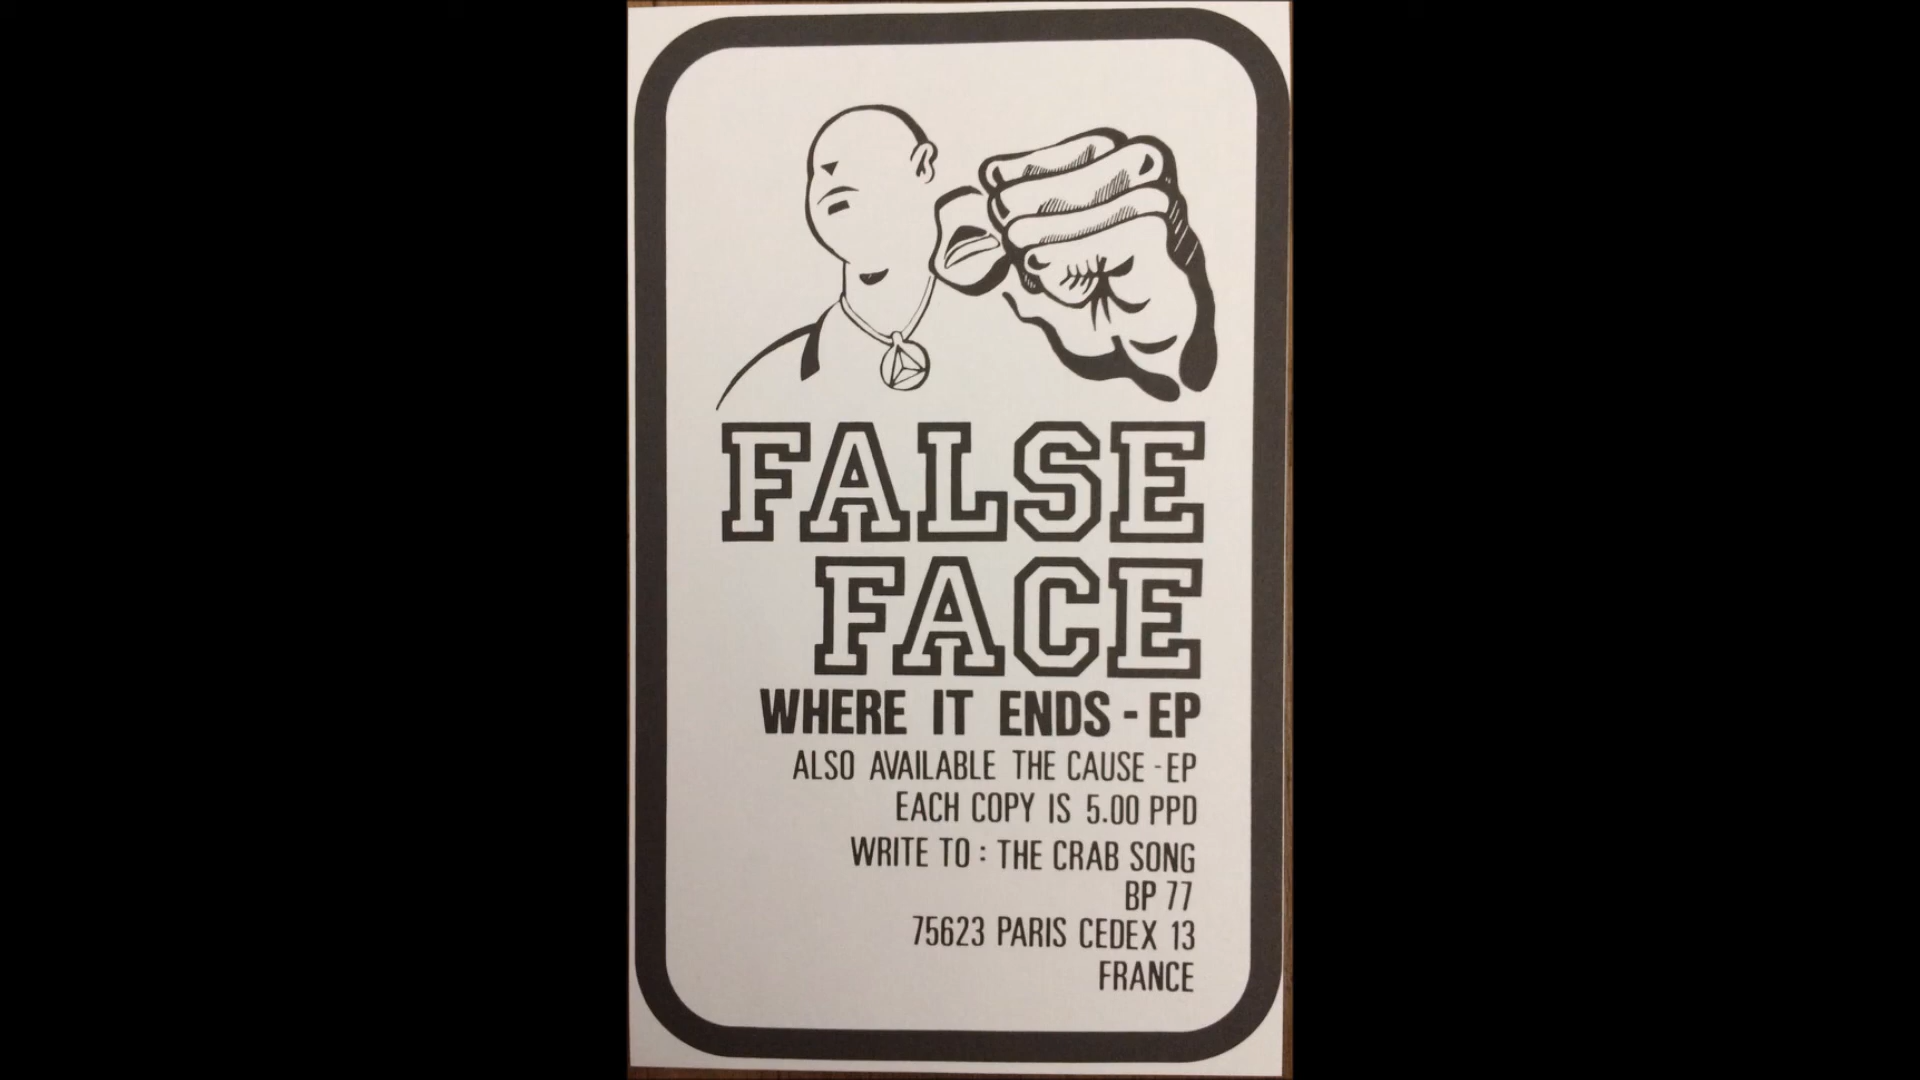 FALSE
FACE
WHERE IT ENDS - EP
ALSO AVAILABLE THE CAUSE - EP
EACH COPY IS 5.00 PPD
WRITE TO : THE CRAB SONG
BP 77
75623 PARIS CEDEX 13
FRANCE